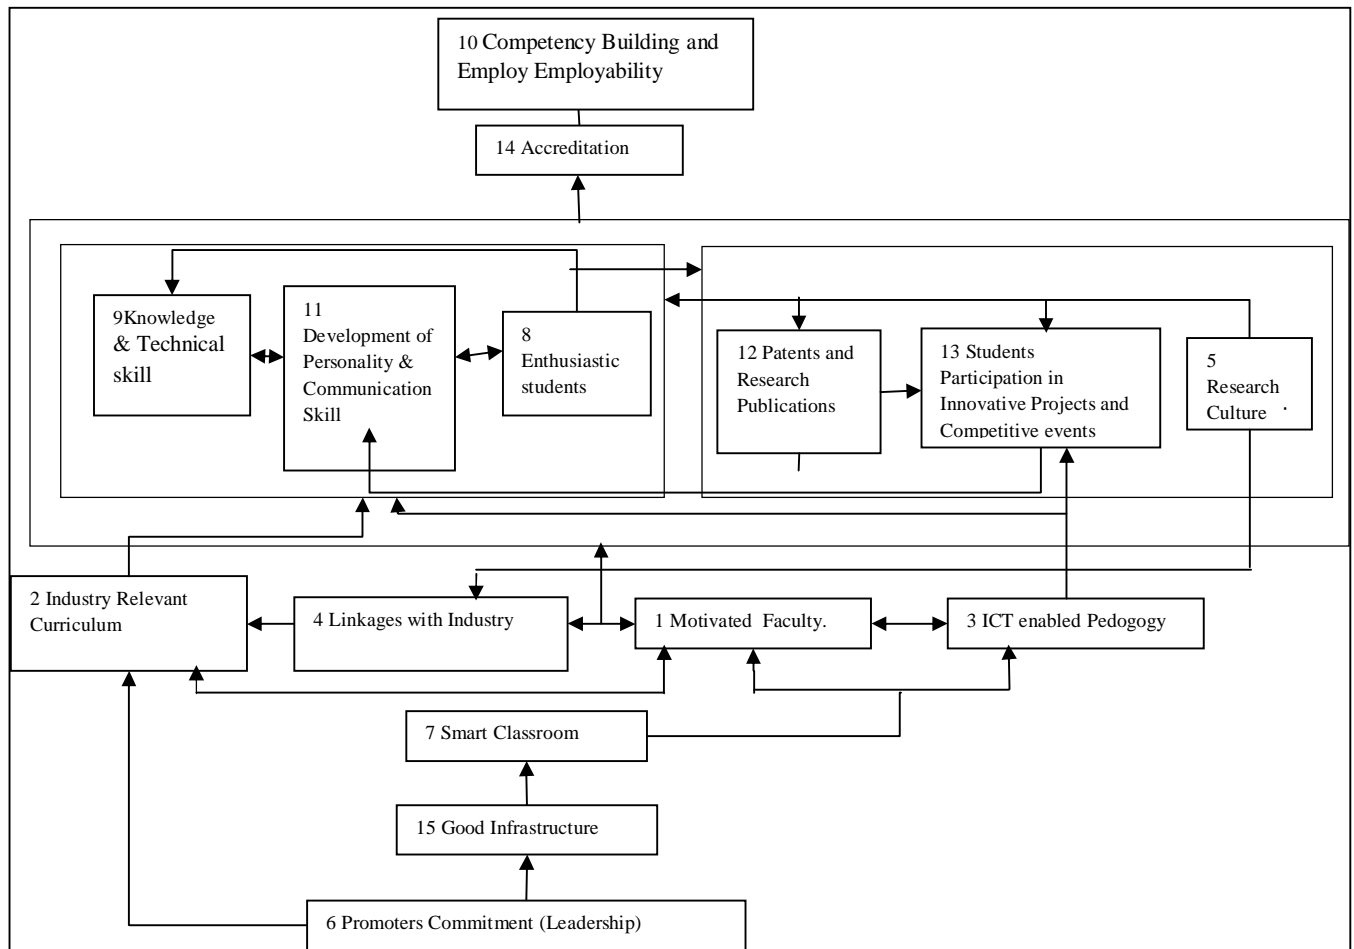 10 Competency Building and
Employ Employability
14 Accreditation
9Knowledge
& Technical
skill
11
Development of
Personality &
Communication
Skill
8
Enthusiastic
students
12 Patents and
Research
Publications
13 Students
Participation in
Innovative Projects and
Competitive events
5
Research
Culture .
2 Industry Relevant
Curriculum
4 Linkages with Industry
1 Motivated Faculty.
3 ICT enabled Pedogogy
7 Smart Classroom
15 Good Infrastructure
6 Promoters Commitment (Leadership)